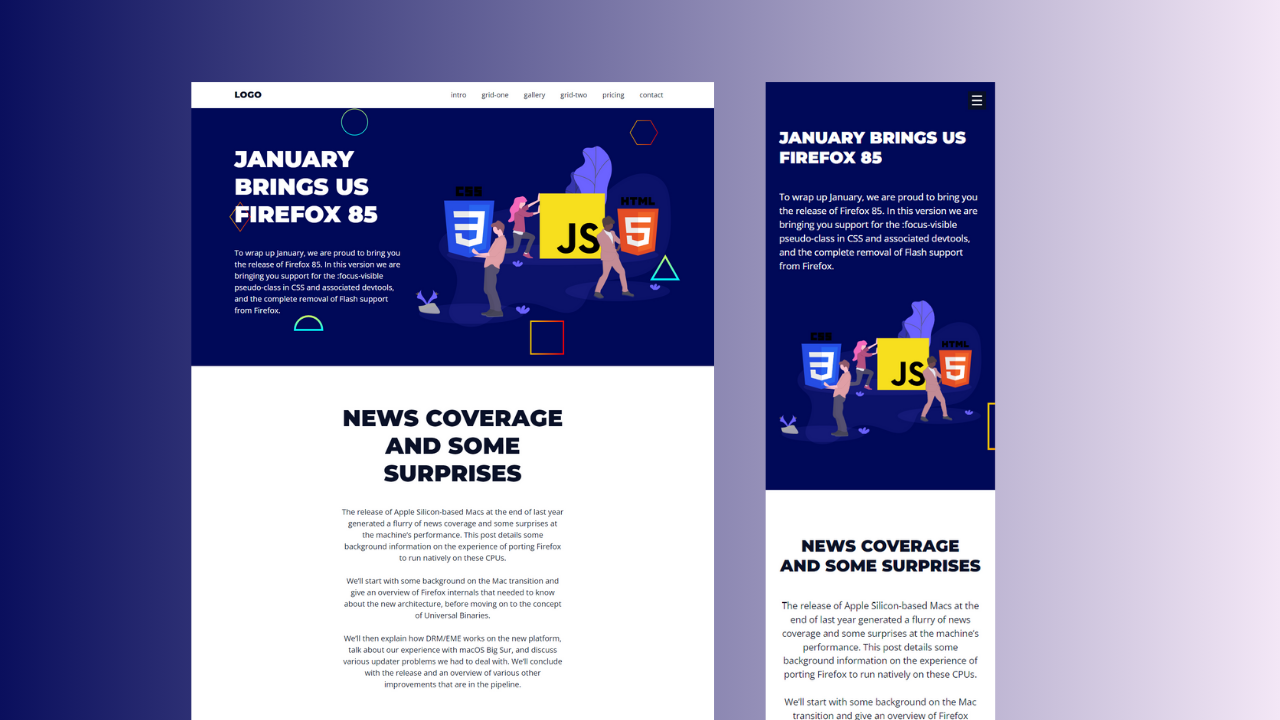 LOGO
intro grid-one gallery grid-two pricing contact
JANUARY
BRINGS US
FIREFOX 85
To wrap up January, we are proud to bring you
the release of Firefox 85. In this version we are
bringing you support for the :focus-visible
pseudo-class in CSS and associated devtools,
and the complete removal of Flash support
from Firefox.
CSS
3
JS
HTML
5
NEWS COVERAGE
AND SOME
SURPRISES
The release of Apple Silicon-based Macs at the end of last year
generated a flurry of news coverage and some surprises at
the machine's performance. This post details some
background information on the experience of porting Firefox
to run natively on these CPUs.
We'll start with some background on the Mac transition and
give an overview of Firefox internals that needed to know
about the new architecture, before moving on to the concept
of Universal Binaries.
We'll then explain how DRM/EME works on the new platform,
talk about our experience with macOS Big Sur, and discuss
various updater problems we had to deal with. We'll conclude
with the release and an overview of various other
improvements that are in the pipeline.
JANUARY BRINGS US
FIREFOX 85
To wrap up January, we are proud to bring you
the release of Firefox 85. In this version we are
bringing you support for the :focus-visible
pseudo-class in CSS and associated devtools,
and the complete removal of Flash support
from Firefox.
CSS
3
JS
HTML
5
NEWS COVERAGE
AND SOME SURPRISES
The release of Apple Silicon-based Macs at the
end of last year generated a flurry of news
coverage and some surprises at the machine's
performance. This post details some
background information on the experience of
porting Firefox to run natively on these CPUs.
We'll start with some background on the Mac
transition and give an overview of Firefox